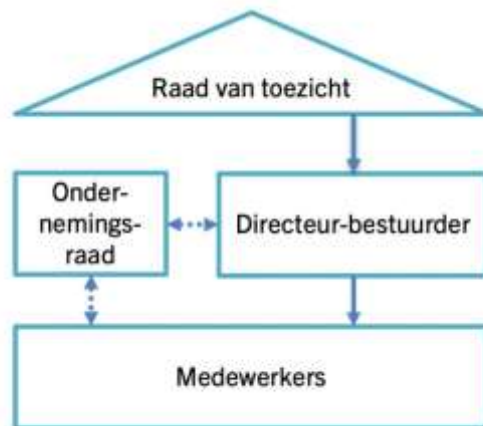 Raad van toezicht
Onder-
nemings-
raad
Directeur-bestuurder
Medewerkers